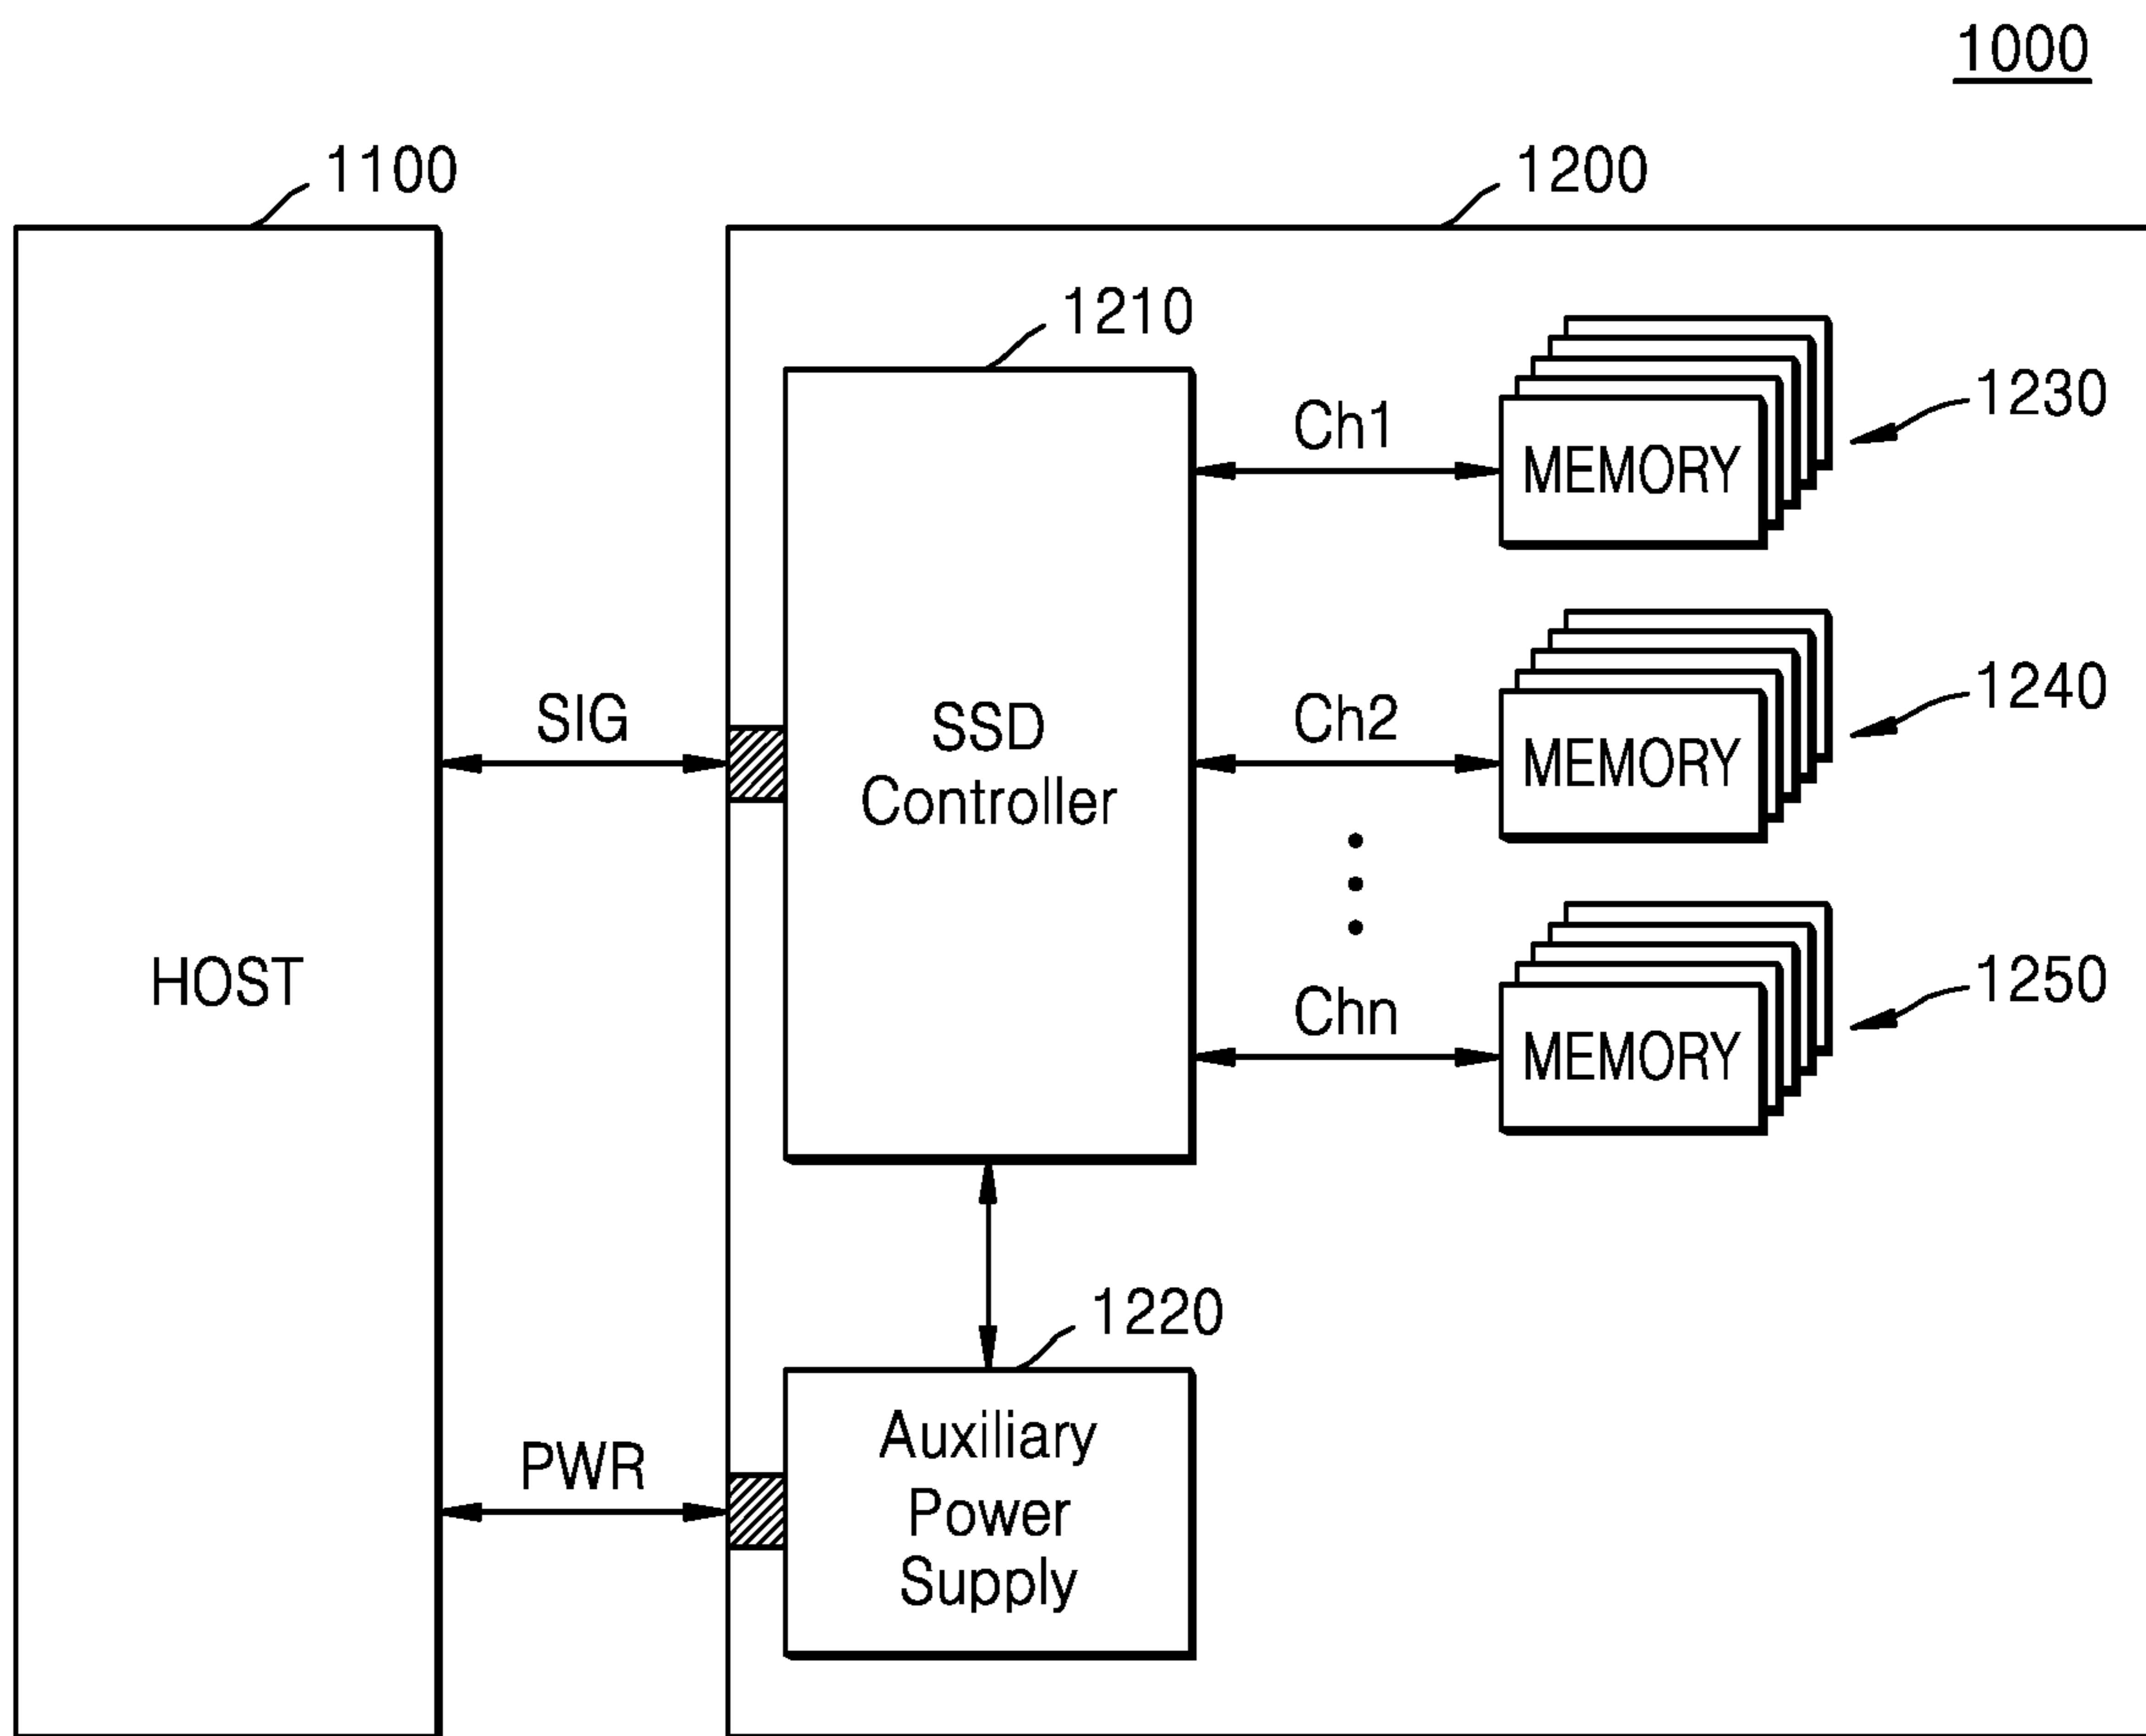 1000
1100
1200
1210
1230
Ch1
MEMORY
1240
SIG
SSD
Controller
Ch2
MEMORY
1250
HOST
Chn
MEMORY
1220
PWR
Auxiliary
Power
Supply